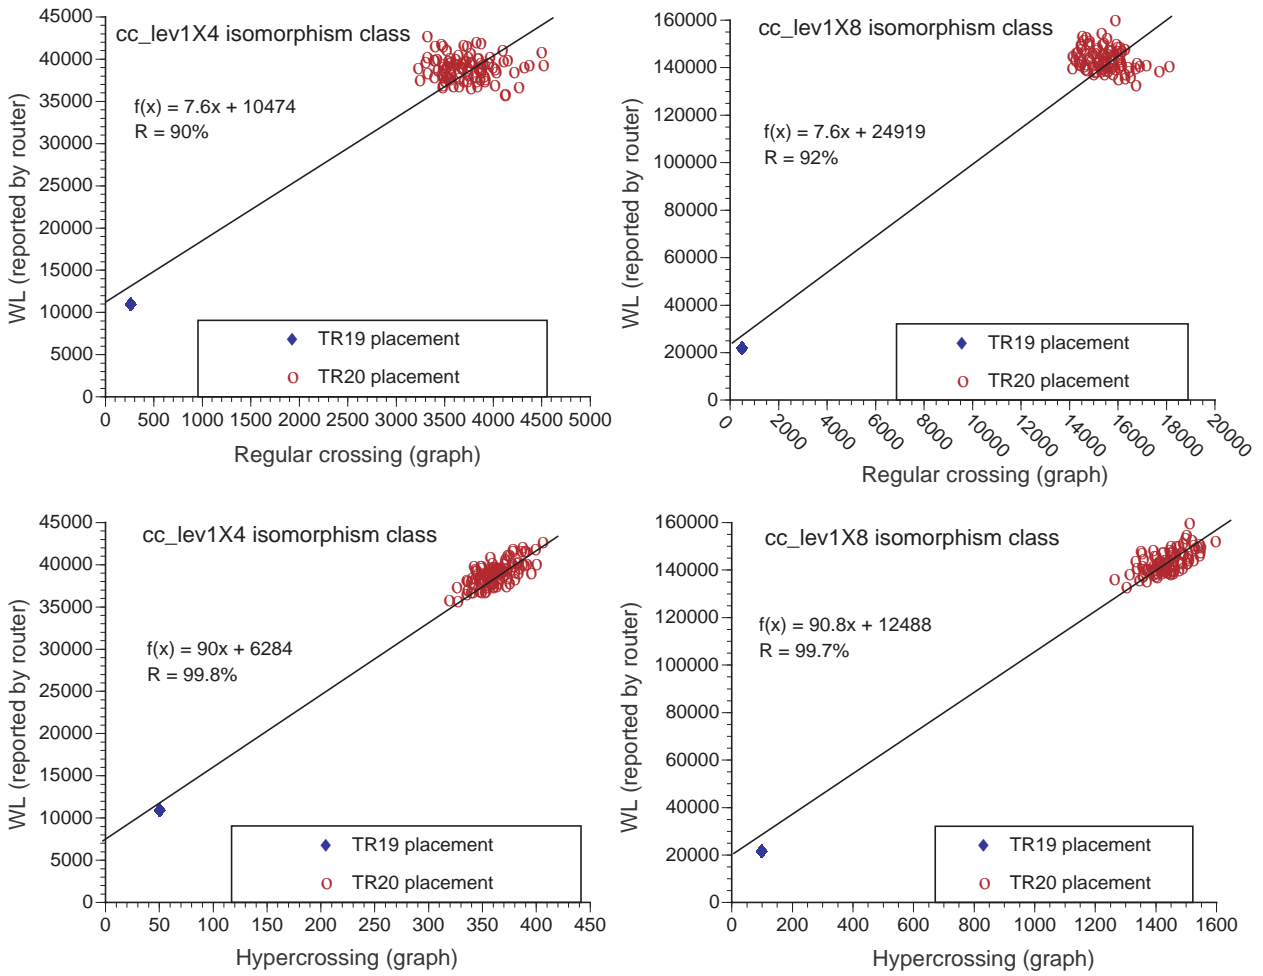 cc_lev1X4 isomorphism class
f(x) = 7.6x + 10474
R = 90%
WL (reported by router)
45000
40000
35000
30000
25000
20000
15000
10000
5000
0
TR19 placement
TR20 placement
0 500 1000 1500 2000 2500 3000 3500 4000 4500 5000
Regular crossing (graph)
cc_lev1X8 isomorphism class
f(x) = 7.6x + 24919
R = 92%
WL (reported by router)
160000
140000
120000
100000
80000
60000
40000
20000
0
TR19 placement
TR20 placement
0 2000 4000 6000 8000 10000 12000 14000 16000 18000 20000
Regular crossing (graph)
cc_lev1X4 isomorphism class
f(x) = 90x + 6284
R = 99.8%
WL (reported by router)
45000
40000
35000
30000
25000
20000
15000
10000
5000
0
TR19 placement
TR20 placement
0 50 100 150 200 250 300 350 400 450
Hypercrossing (graph)
cc_lev1X8 isomorphism class
f(x) = 90.8x + 12488
R = 99.7%
WL (reported by router)
160000
140000
120000
100000
80000
60000
40000
20000
0
TR19 placement
TR20 placement
0 200 400 600 800 1000 1200 1400 1600
Hypercrossing (graph)